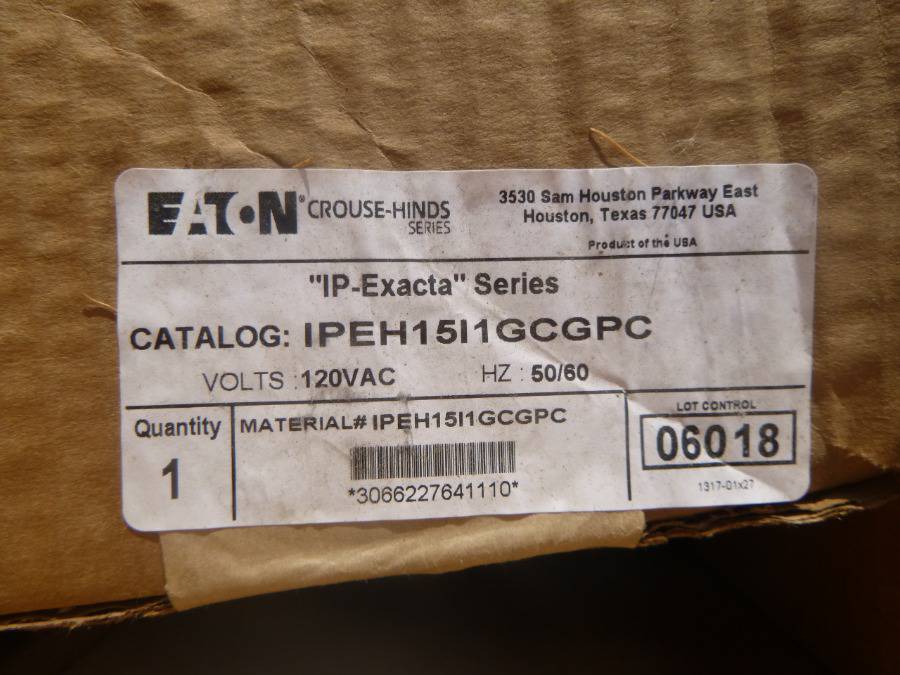 EATON® CROUSE-HINDS
SERIES
3530 Sam Houston Parkway East
Houston, Texas 77047 USA
Product of the USA
"IP-Exacta" Series
CATALOG: IPEH15I1GCGPC
VOLTS : 120VAC HZ : 50/60
Quantity
1
MATERIAL# IPEH15I1GCGPC
*3066227641110*
LOT CONTROL
06018
1317-01x27